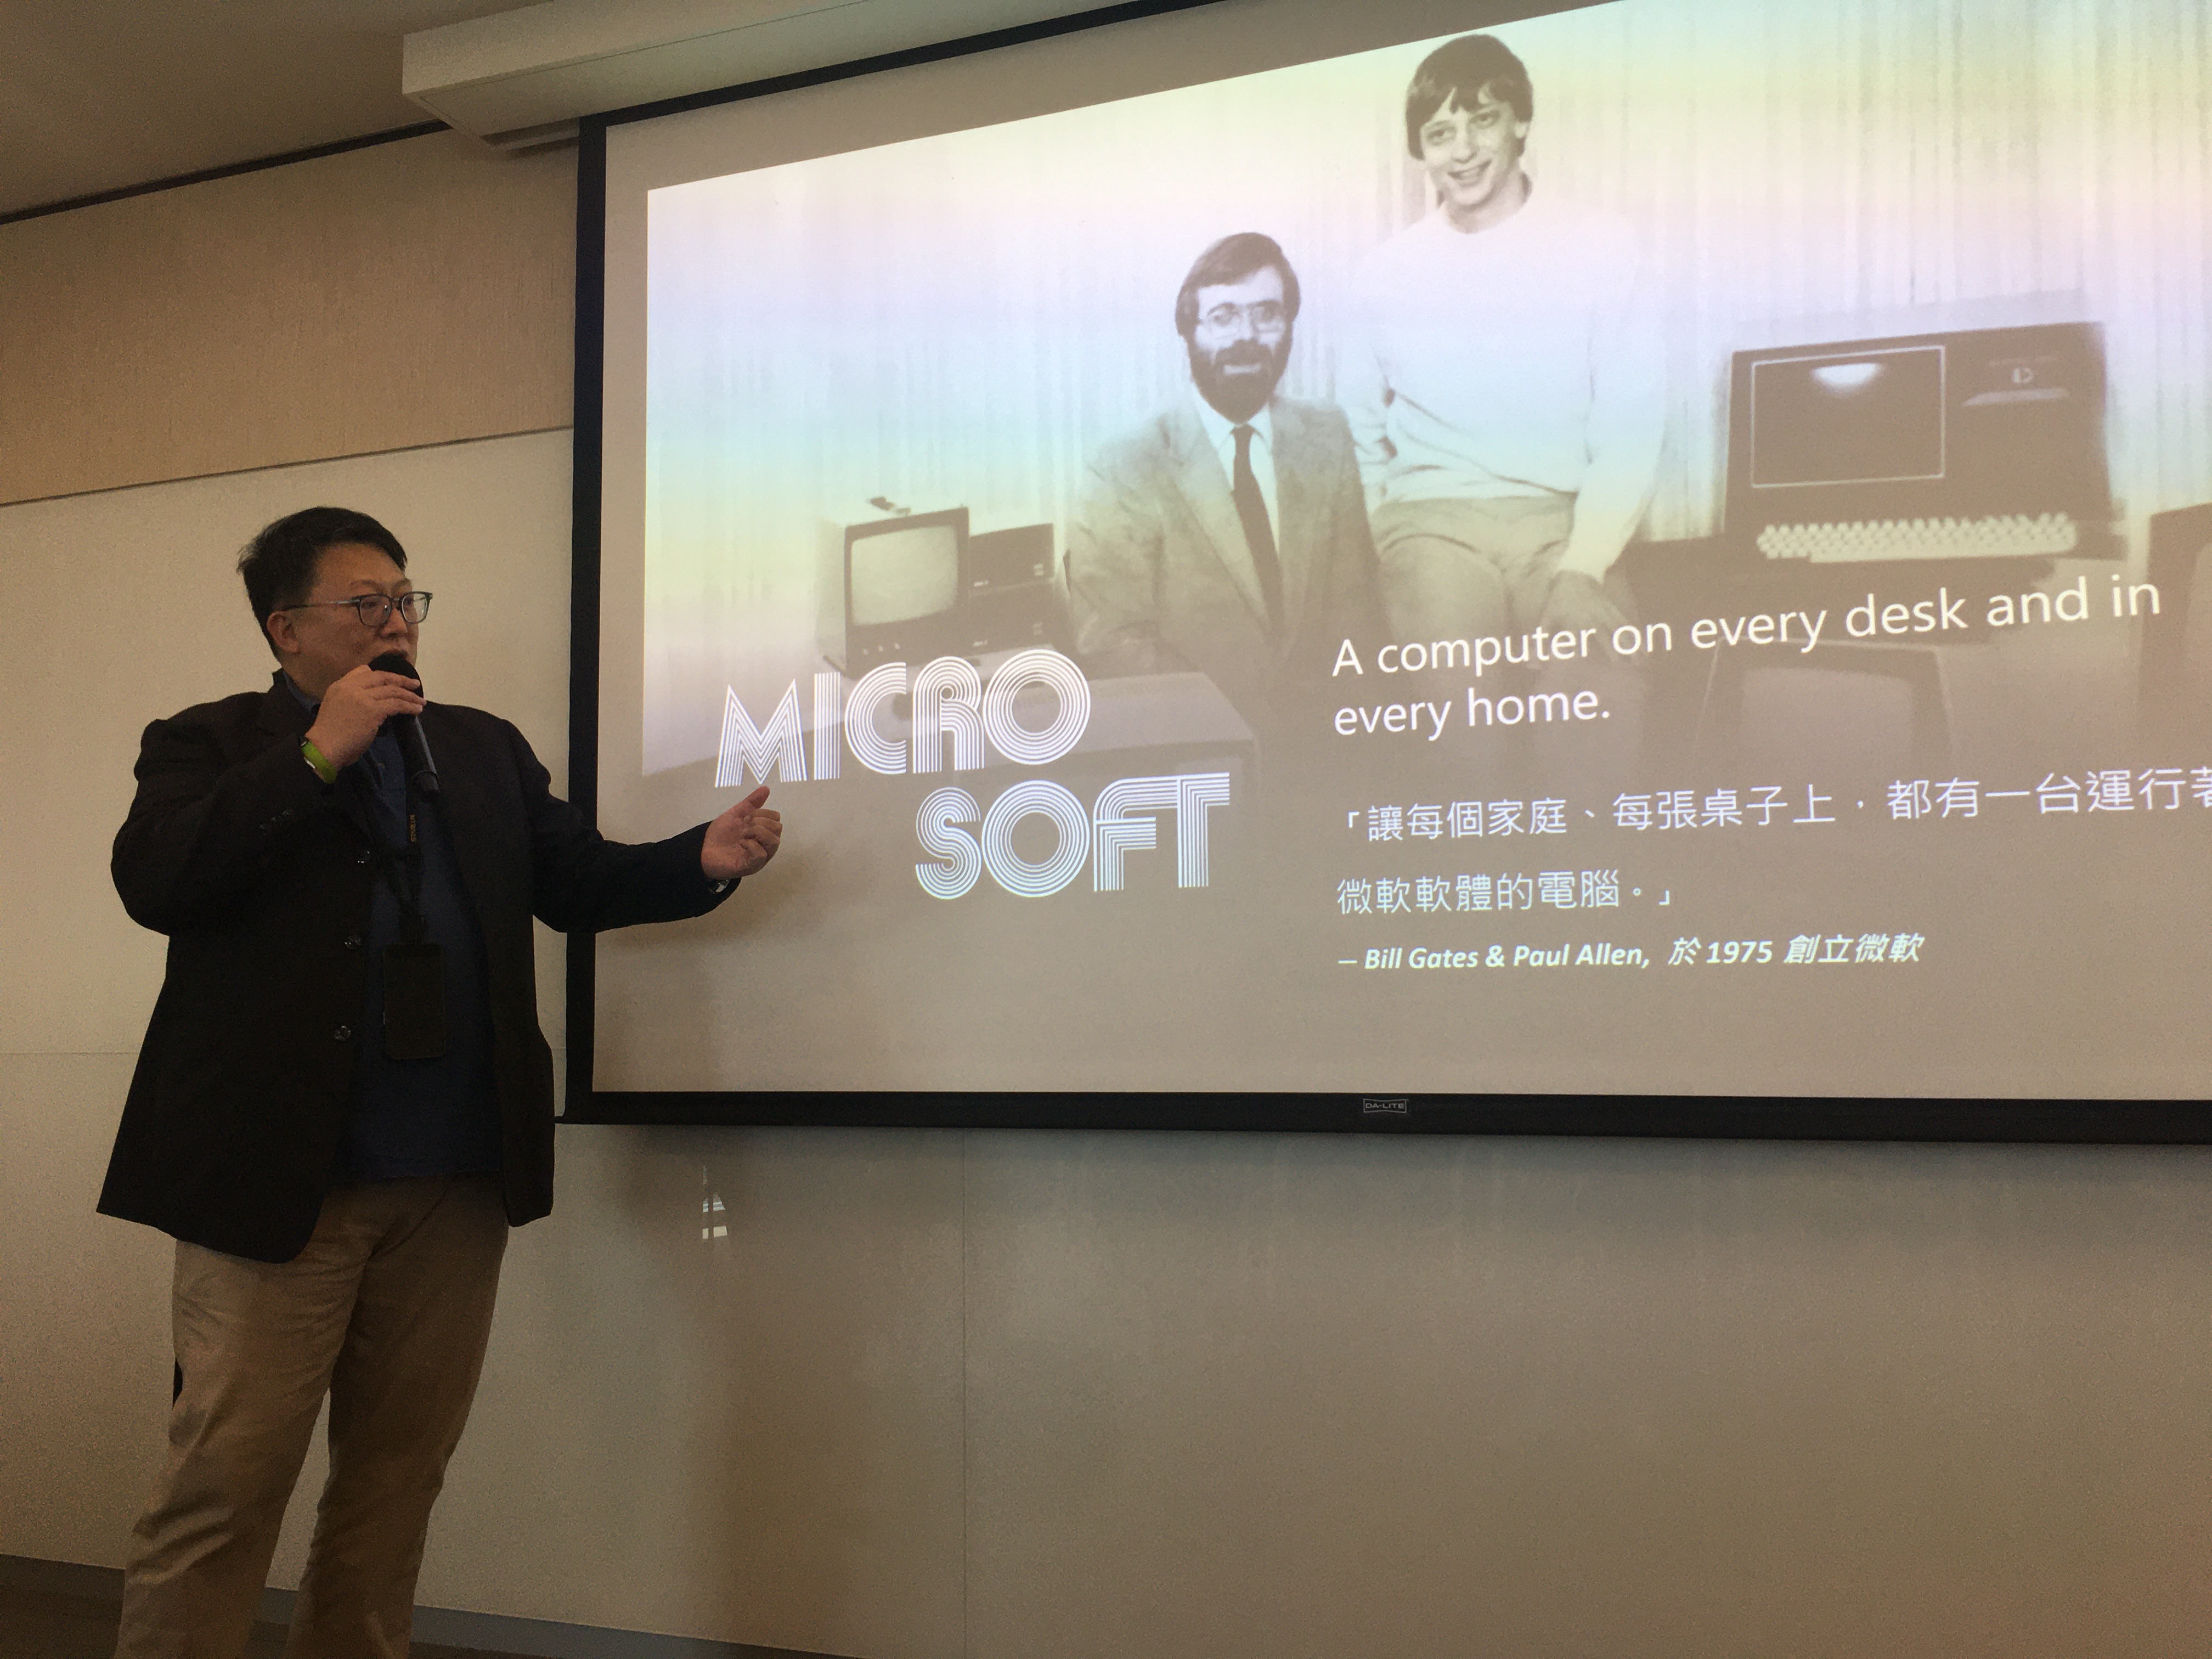 MICRO
SOFT
A computer on every desk and in
every home.
「讓每個家庭、每張桌子上，都有一台運行著
微軟軟體的電腦。」
— Bill Gates & Paul Allen, 於 1975 創立微軟
DA-LITE